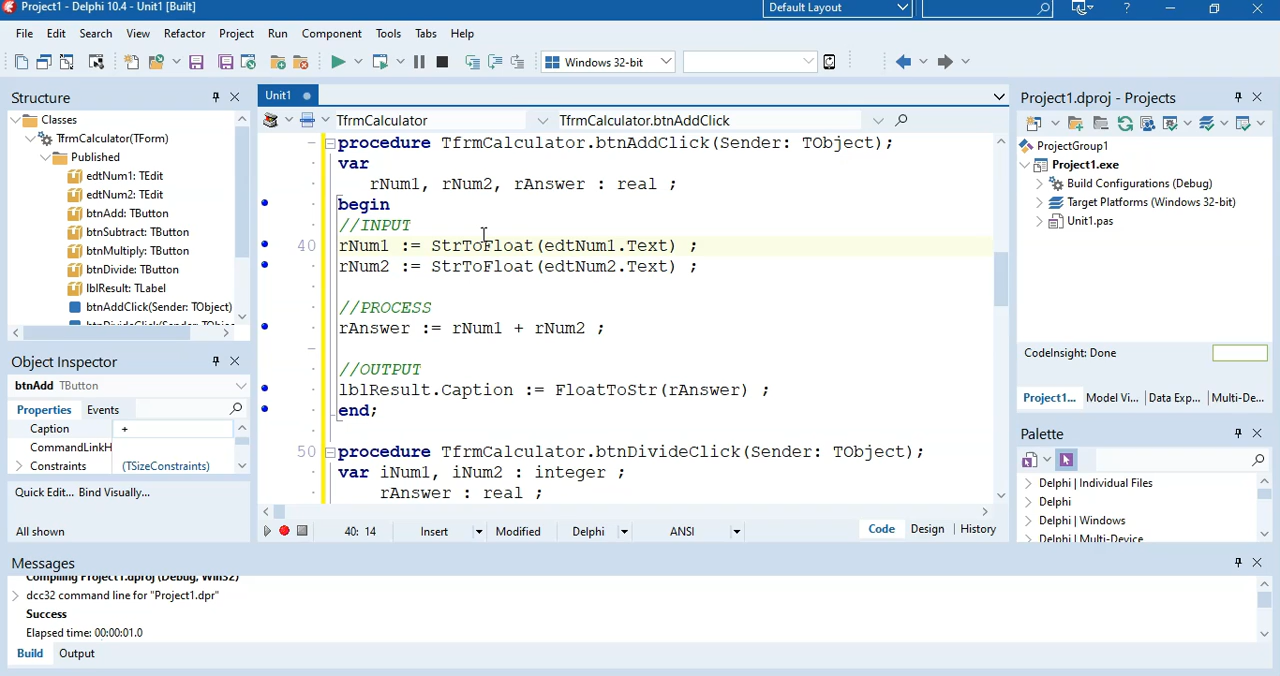 Project1 - Delphi 10.4 - Unit1 [Built]
Default Layout
File Edit Search View Refactor Project Run Component Tools Tabs Help
Windows 32-bit
Structure
Classes
TfrmCalculator(TForm)
Published
edtNum1: TEdit
edtNum2: TEdit
btnAdd: TButton
btnSubtract: TButton
btnMultiply: TButton
btnDivide: TButton
lblResult: TLabel
btnAddClick(Sender: TObject)
Object Inspector
btnAdd TButton
Properties Events
Caption +
CommandLinkH
Constraints (TSizeConstraints)
Quick Edit... Bind Visually...
All shown
Unit1
TfrmCalculator TfrmCalculator.btnAddClick
procedure TfrmCalculator.btnAddClick(Sender: TObject);
var
rNum1, rNum2, rAnswer : real ;
begin
//INPUT
40 rNum1 := StrToFloat(edtNum1.Text) ;
rNum2 := StrToFloat(edtNum2.Text) ;
//PROCESS
rAnswer := rNum1 + rNum2 ;
//OUTPUT
lblResult.Caption := FloatToStr(rAnswer) ;
end;
50 procedure TfrmCalculator.btnDivideClick(Sender: TObject);
var iNum1, iNum2 : integer ;
rAnswer : real ;
40: 14 Insert Modified Delphi ANSI Code Design History
Project1.dproj - Projects
ProjectGroup1
Project1.exe
Build Configurations (Debug)
Target Platforms (Windows 32-bit)
Unit1.pas
CodeInsight: Done
Project1... Model Vi... Data Exp... Multi-De...
Palette
Delphi | Individual Files
Delphi
Delphi | Windows
Delphi | Multi-Device
Messages
Compiling Project1.dproj (Debug, Win32)
dcc32 command line for "Project1.dpr"
Success
Elapsed time: 00:00:01.0
Build Output